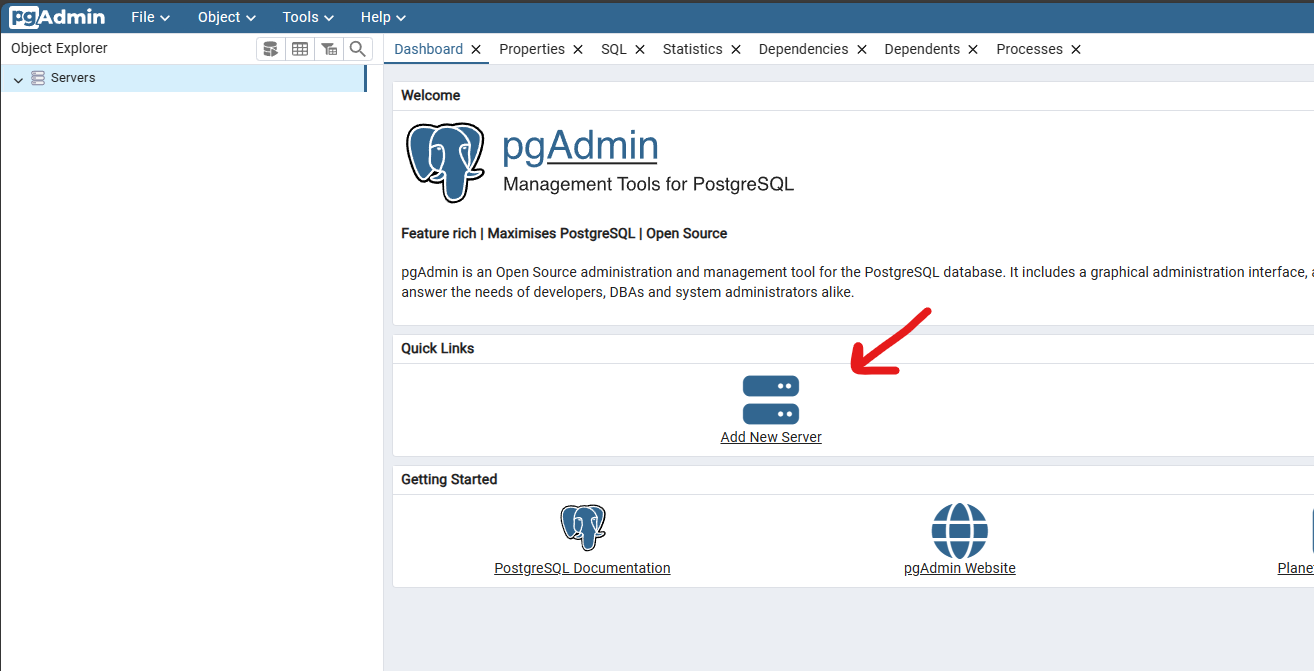 pgAdmin File Object Tools Help
Object Explorer
Servers
Dashboard Properties SQL Statistics Dependencies Dependents Processes
Welcome
pgAdmin
Management Tools for PostgreSQL
Feature rich | Maximises PostgreSQL | Open Source
pgAdmin is an Open Source administration and management tool for the PostgreSQL database. It includes a graphical administration interface,
answer the needs of developers, DBAs and system administrators alike.
Quick Links
Add New Server
Getting Started
PostgreSQL Documentation pgAdmin Website